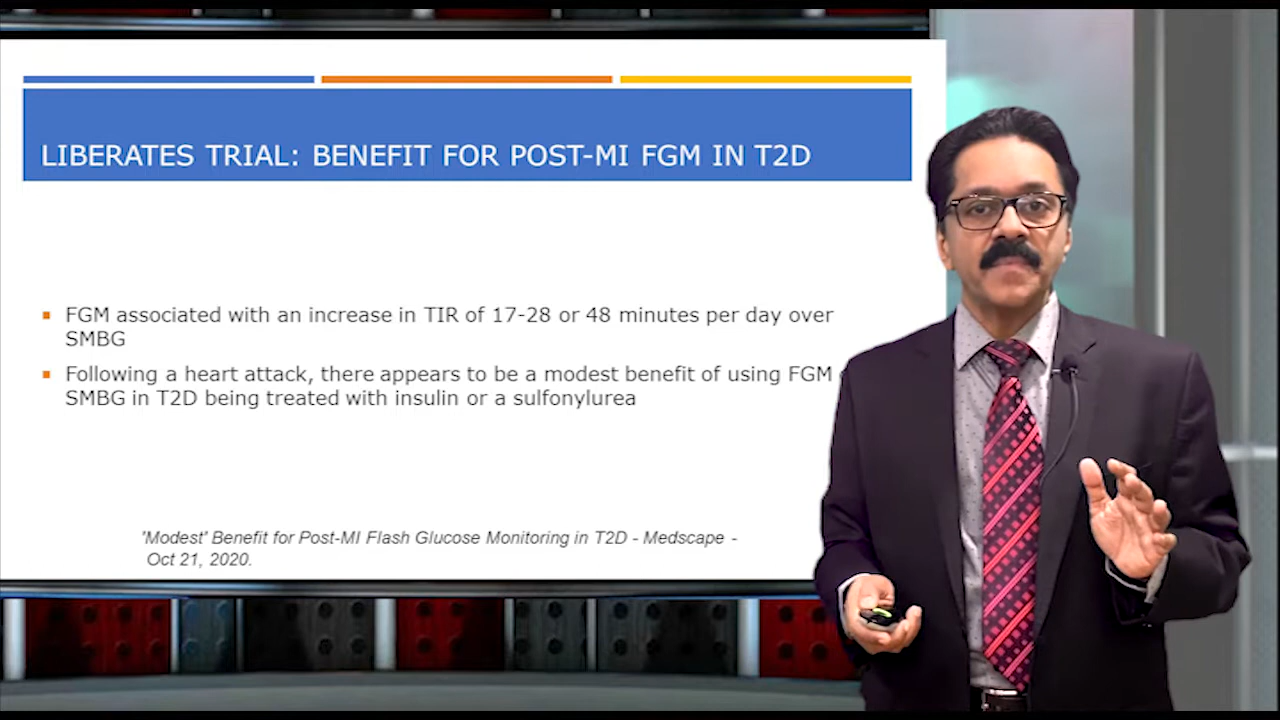 LIBERATES TRIAL: BENEFIT FOR POST-MI FGM IN T2D
FGM associated with an increase in TIR of 17-28 or 48 minutes per day over
SMBG
Following a heart attack, there appears to be a modest benefit of using FGM
SMBG in T2D being treated with insulin or a sulfonylurea
'Modest' Benefit for Post-MI Flash Glucose Monitoring in T2D - Medscape -
Oct 21, 2020.